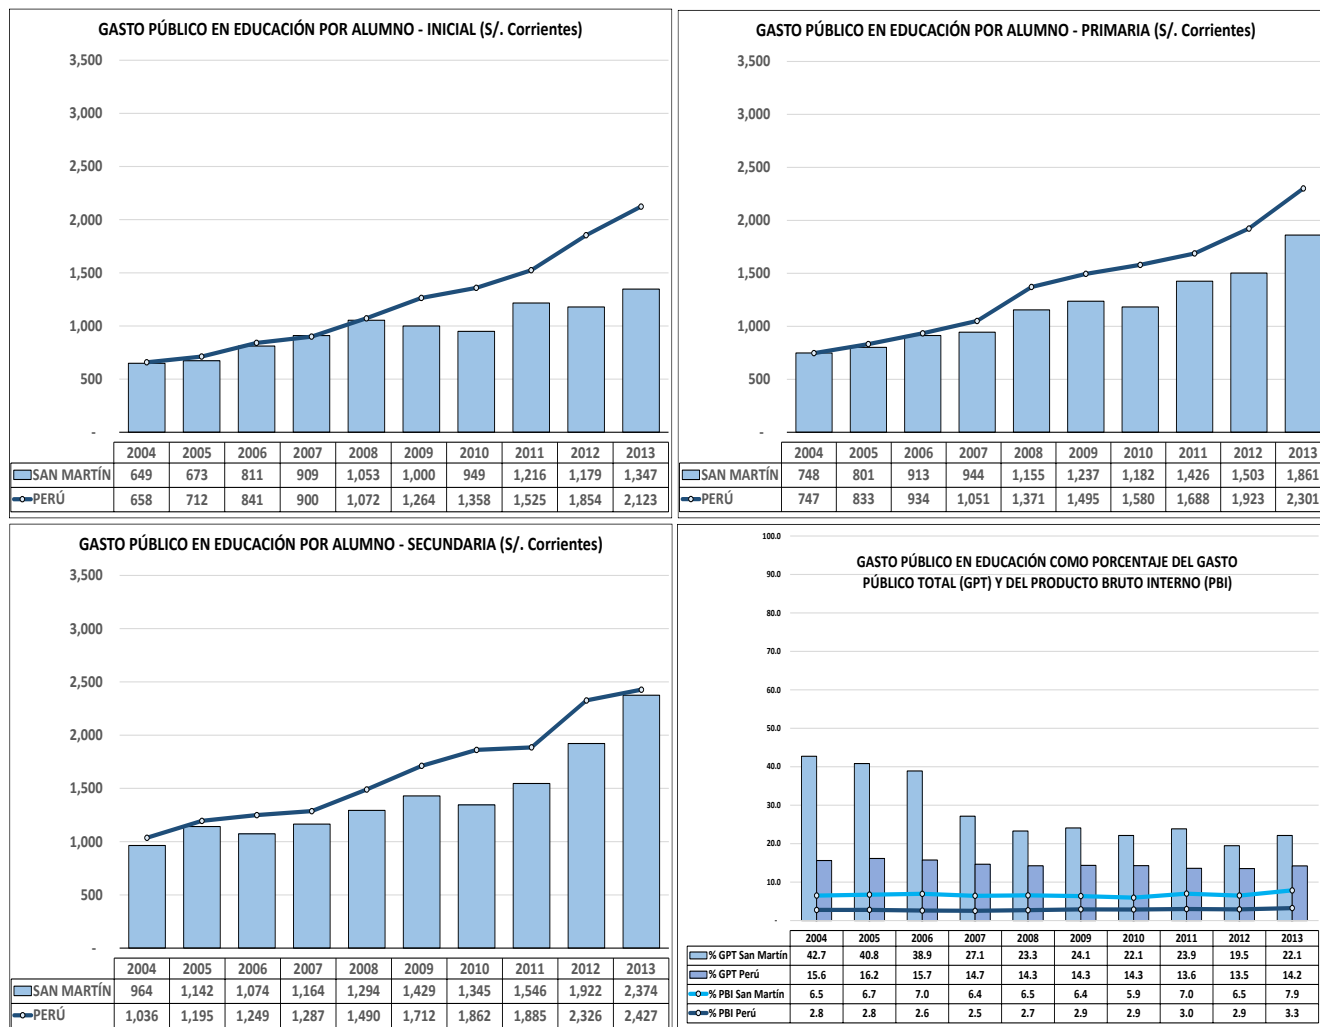 GASTO PÚBLICO EN EDUCACIÓN POR ALUMNO - INICIAL (S/. Corrientes)
3,500
3,000
2,500
2,000
1,500
1,000
500
-
2004 2005 2006 2007 2008 2009 2010 2011 2012 2013
SAN MARTÍN 649 673 811 909 1,053 1,000 949 1,216 1,179 1,347
PERÚ 658 712 841 900 1,072 1,264 1,358 1,525 1,854 2,123
GASTO PÚBLICO EN EDUCACIÓN POR ALUMNO - PRIMARIA (S/. Corrientes)
3,500
3,000
2,500
2,000
1,500
1,000
500
-
2004 2005 2006 2007 2008 2009 2010 2011 2012 2013
SAN MARTÍN 748 801 913 944 1,155 1,237 1,182 1,426 1,503 1,861
PERÚ 747 833 934 1,051 1,371 1,495 1,580 1,688 1,923 2,301
GASTO PÚBLICO EN EDUCACIÓN POR ALUMNO - SECUNDARIA (S/. Corrientes)
3,500
3,000
2,500
2,000
1,500
1,000
500
-
2004 2005 2006 2007 2008 2009 2010 2011 2012 2013
SAN MARTÍN 964 1,142 1,074 1,164 1,294 1,429 1,345 1,546 1,922 2,374
PERÚ 1,036 1,195 1,249 1,287 1,490 1,712 1,862 1,885 2,326 2,427
GASTO PÚBLICO EN EDUCACIÓN COMO PORCENTAJE DEL GASTO
PÚBLICO TOTAL (GPT) Y DEL PRODUCTO BRUTO INTERNO (PBI)
100.0
90.0
80.0
70.0
60.0
50.0
40.0
30.0
20.0
10.0
-
2004 2005 2006 2007 2008 2009 2010 2011 2012 2013
% GPT San Martín 42.7 40.8 38.9 27.1 23.3 24.1 22.1 23.9 19.5 22.1
% GPT Perú 15.6 16.2 15.7 14.7 14.3 14.3 14.3 13.6 13.5 14.2
% PBI San Martín 6.5 6.7 7.0 6.4 6.5 6.4 5.9 7.0 6.5 7.9
% PBI Perú 2.8 2.8 2.6 2.5 2.7 2.9 2.9 3.0 2.9 3.3